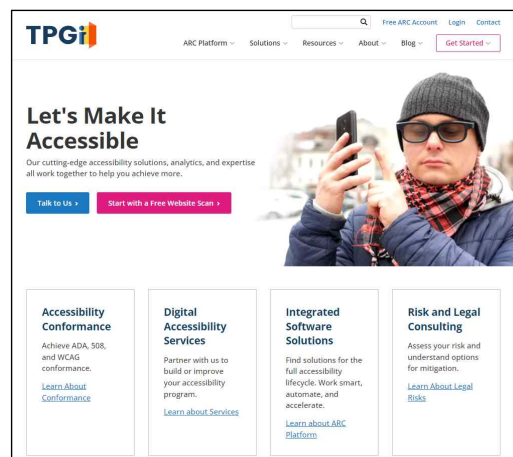 Free ARC Account Login Contact
TPGi
ARC Platform Solutions Resources About Blog Get Started
Let's Make It
Accessible
Our cutting-edge accessibility solutions, analytics, and expertise
all work together to help you achieve more.
Talk to Us › Start with a Free Website Scan ›
Accessibility
Conformance
Achieve ADA, 508,
and WCAG
conformance.
Learn About
Conformance
Digital
Accessibility
Services
Partner with us to
build or improve
your accessibility
program.
Learn about Services
Integrated
Software
Solutions
Find solutions for the
full accessibility
lifecycle. Work smart,
automate, and
accelerate.
Learn about ARC
Platform
Risk and Legal
Consulting
Assess your risk and
understand options
for mitigation.
Learn About Legal
Risks